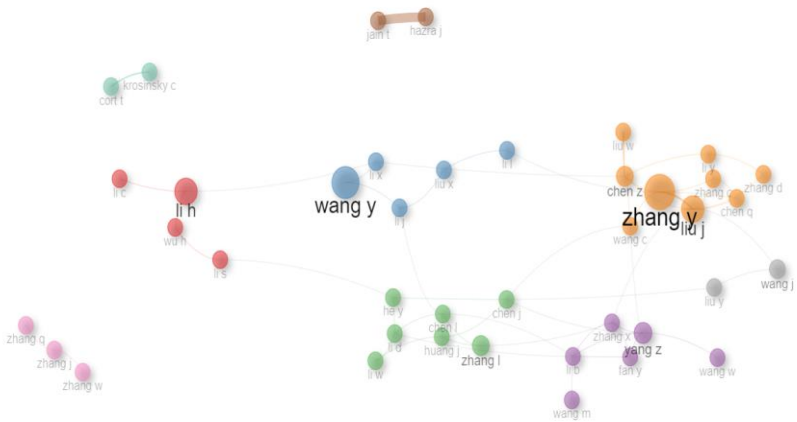 jain t
hazra j
krosinsky c
cort t
liu w
li x
liu x
li l
li y
li c
chen z
zhang c
zhang d
li h
wang y
li j
zhang y
chen q
liu j
wu h
wang c
li s
wang j
liu y
he y
chen j
zhang q
chen l
zhang x
li d
huang j
yang z
zhang j
zhang l
li w
li b
fan y
wang w
zhang w
wang m